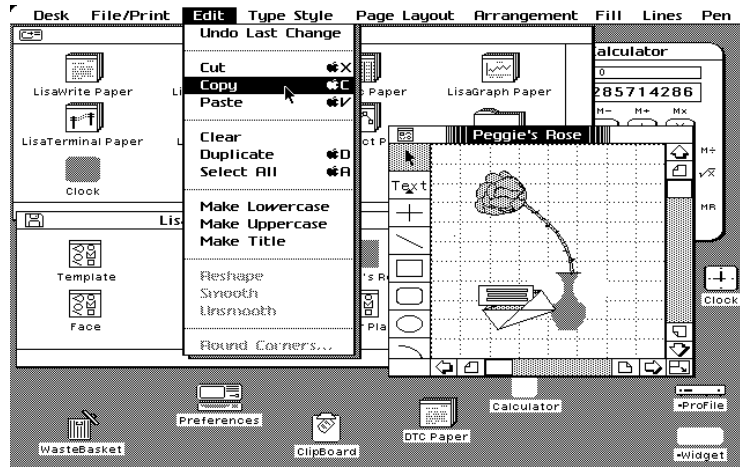 Desk File/Print Edit Type Style Page Layout Arrangement Fill Lines Pen
Undo Last Change
Cut X
Copy C
Paste V
Clear
Duplicate D
Select All A
Make Lowercase
Make Uppercase
Make Title
Reshape
Smooth
Unsmooth
Round Corners...
LisaWrite Paper
Paper
LisaGraph Paper
LisaTerminal Paper
Clock
Lis
Template
Face
Calculator
0
285714286
M- M+ Mx
M÷
√x
MR
Peggie's Rose
Text
Clock
Preferences
WasteBasket
ClipBoard
DTC Paper
Calculator
-ProFile
-Widget